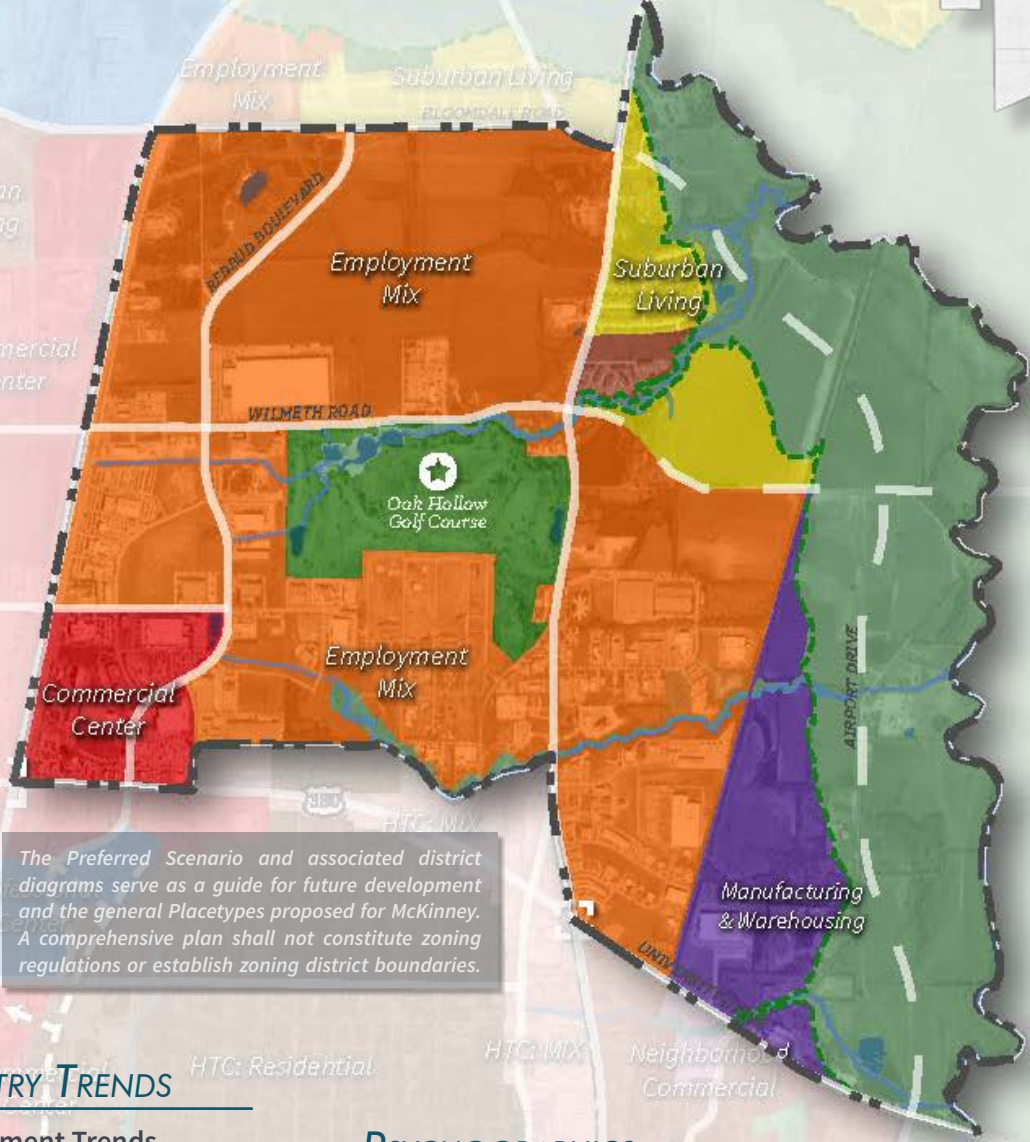 Employment
Mix
Suburban Living
BLOOMDALE ROAD
REDBUD BOULEVARD
Employment
Mix
Suburban
Living
WILMETH ROAD
Oak Hollow
Golf Course
Employment
Mix
Commercial
Center
AIRPORT DRIVE
380
HTC: MIX
Manufacturing
& Warehousing
The Preferred Scenario and associated district
diagrams serve as a guide for future development
and the general Placetypes proposed for McKinney.
A comprehensive plan shall not constitute zoning
regulations or establish zoning district boundaries.
HTC: Residential
HTC: MIX
Neighborhood
Commercial
TRY TRENDS
ment Trends
PSYCHOGRAPHICS